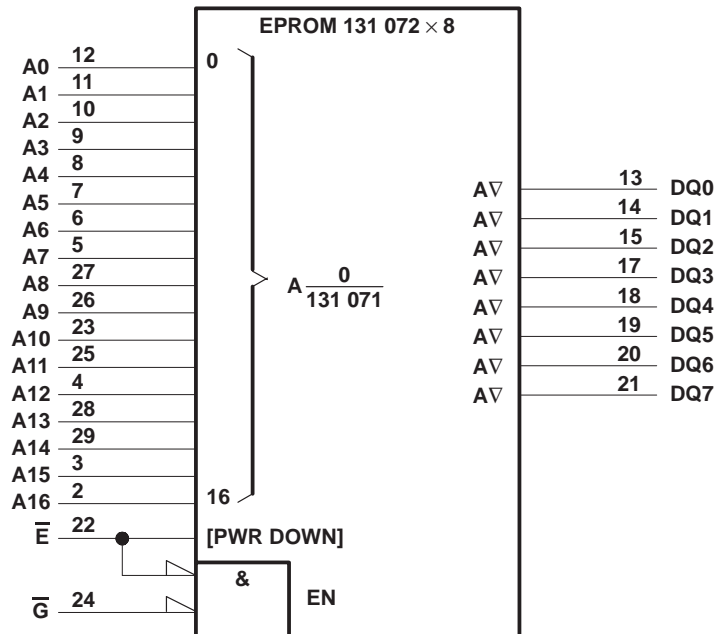 EPROM 131 072 × 8
A0 12 0
A1 11
A2 10
A3 9
A4 8
A5 7
A6 6
A7 5
A8 27
A9 26
A10 23
A11 25
A12 4
A13 28
A14 29
A15 3
A16 2 16
A 0
131 071
A∇ 13 DQ0
A∇ 14 DQ1
A∇ 15 DQ2
A∇ 17 DQ3
A∇ 18 DQ4
A∇ 19 DQ5
A∇ 20 DQ6
A∇ 21 DQ7
E̅ 22 [PWR DOWN]
&
EN
G̅ 24